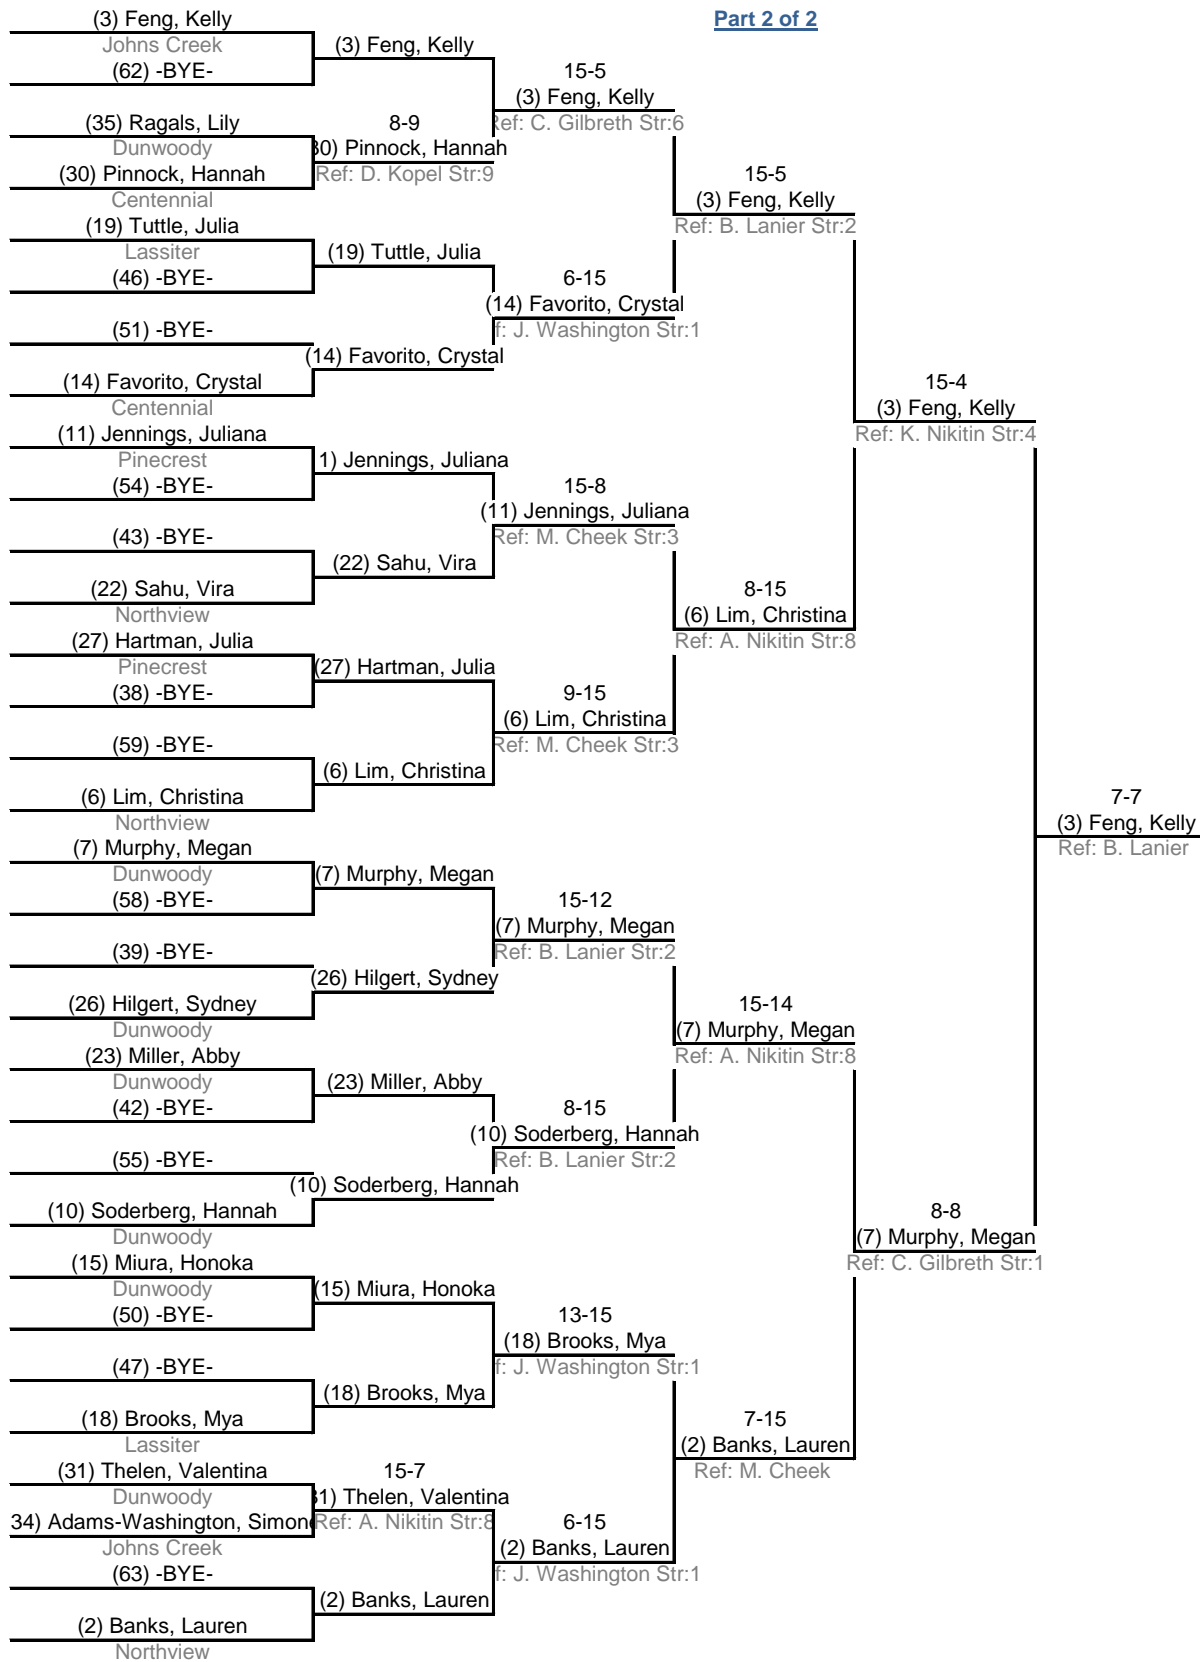 Part 2 of 2
(3) Feng, Kelly
Johns Creek
(62) -BYE-
(35) Ragals, Lily
Dunwoody
(30) Pinnock, Hannah
Centennial
(19) Tuttle, Julia
Lassiter
(46) -BYE-
(51) -BYE-
(14) Favorito, Crystal
Centennial
(11) Jennings, Juliana
Pinecrest
(54) -BYE-
(43) -BYE-
(22) Sahu, Vira
Northview
(27) Hartman, Julia
Pinecrest
(38) -BYE-
(59) -BYE-
(6) Lim, Christina
Northview
(7) Murphy, Megan
Dunwoody
(58) -BYE-
(39) -BYE-
(26) Hilgert, Sydney
Dunwoody
(23) Miller, Abby
Dunwoody
(42) -BYE-
(55) -BYE-
(10) Soderberg, Hannah
Dunwoody
(15) Miura, Honoka
Dunwoody
(50) -BYE-
(47) -BYE-
(18) Brooks, Mya
Lassiter
(31) Thelen, Valentina
Dunwoody
34) Adams-Washington, Simone
Johns Creek
(63) -BYE-
(2) Banks, Lauren
Northview
(3) Feng, Kelly
8-9
30) Pinnock, Hannah
Ref: D. Kopel Str:9
(19) Tuttle, Julia
(14) Favorito, Crystal
1) Jennings, Juliana
(22) Sahu, Vira
(27) Hartman, Julia
(6) Lim, Christina
(7) Murphy, Megan
(26) Hilgert, Sydney
(23) Miller, Abby
(10) Soderberg, Hannah
(15) Miura, Honoka
(18) Brooks, Mya
15-7
31) Thelen, Valentina
Ref: A. Nikitin Str:8
(2) Banks, Lauren
15-5
(3) Feng, Kelly
Ref: C. Gilbreth Str:6
6-15
(14) Favorito, Crystal
f: J. Washington Str:1
15-8
(11) Jennings, Juliana
Ref: M. Cheek Str:3
9-15
(6) Lim, Christina
Ref: M. Cheek Str:3
15-12
(7) Murphy, Megan
Ref: B. Lanier Str:2
8-15
(10) Soderberg, Hannah
Ref: B. Lanier Str:2
13-15
(18) Brooks, Mya
f: J. Washington Str:1
6-15
(2) Banks, Lauren
f: J. Washington Str:1
15-5
(3) Feng, Kelly
Ref: B. Lanier Str:2
8-15
(6) Lim, Christina
Ref: A. Nikitin Str:8
15-14
(7) Murphy, Megan
Ref: A. Nikitin Str:8
7-15
(2) Banks, Lauren
Ref: M. Cheek
15-4
(3) Feng, Kelly
Ref: K. Nikitin Str:4
8-8
(7) Murphy, Megan
Ref: C. Gilbreth Str:1
7-7
(3) Feng, Kelly
Ref: B. Lanier